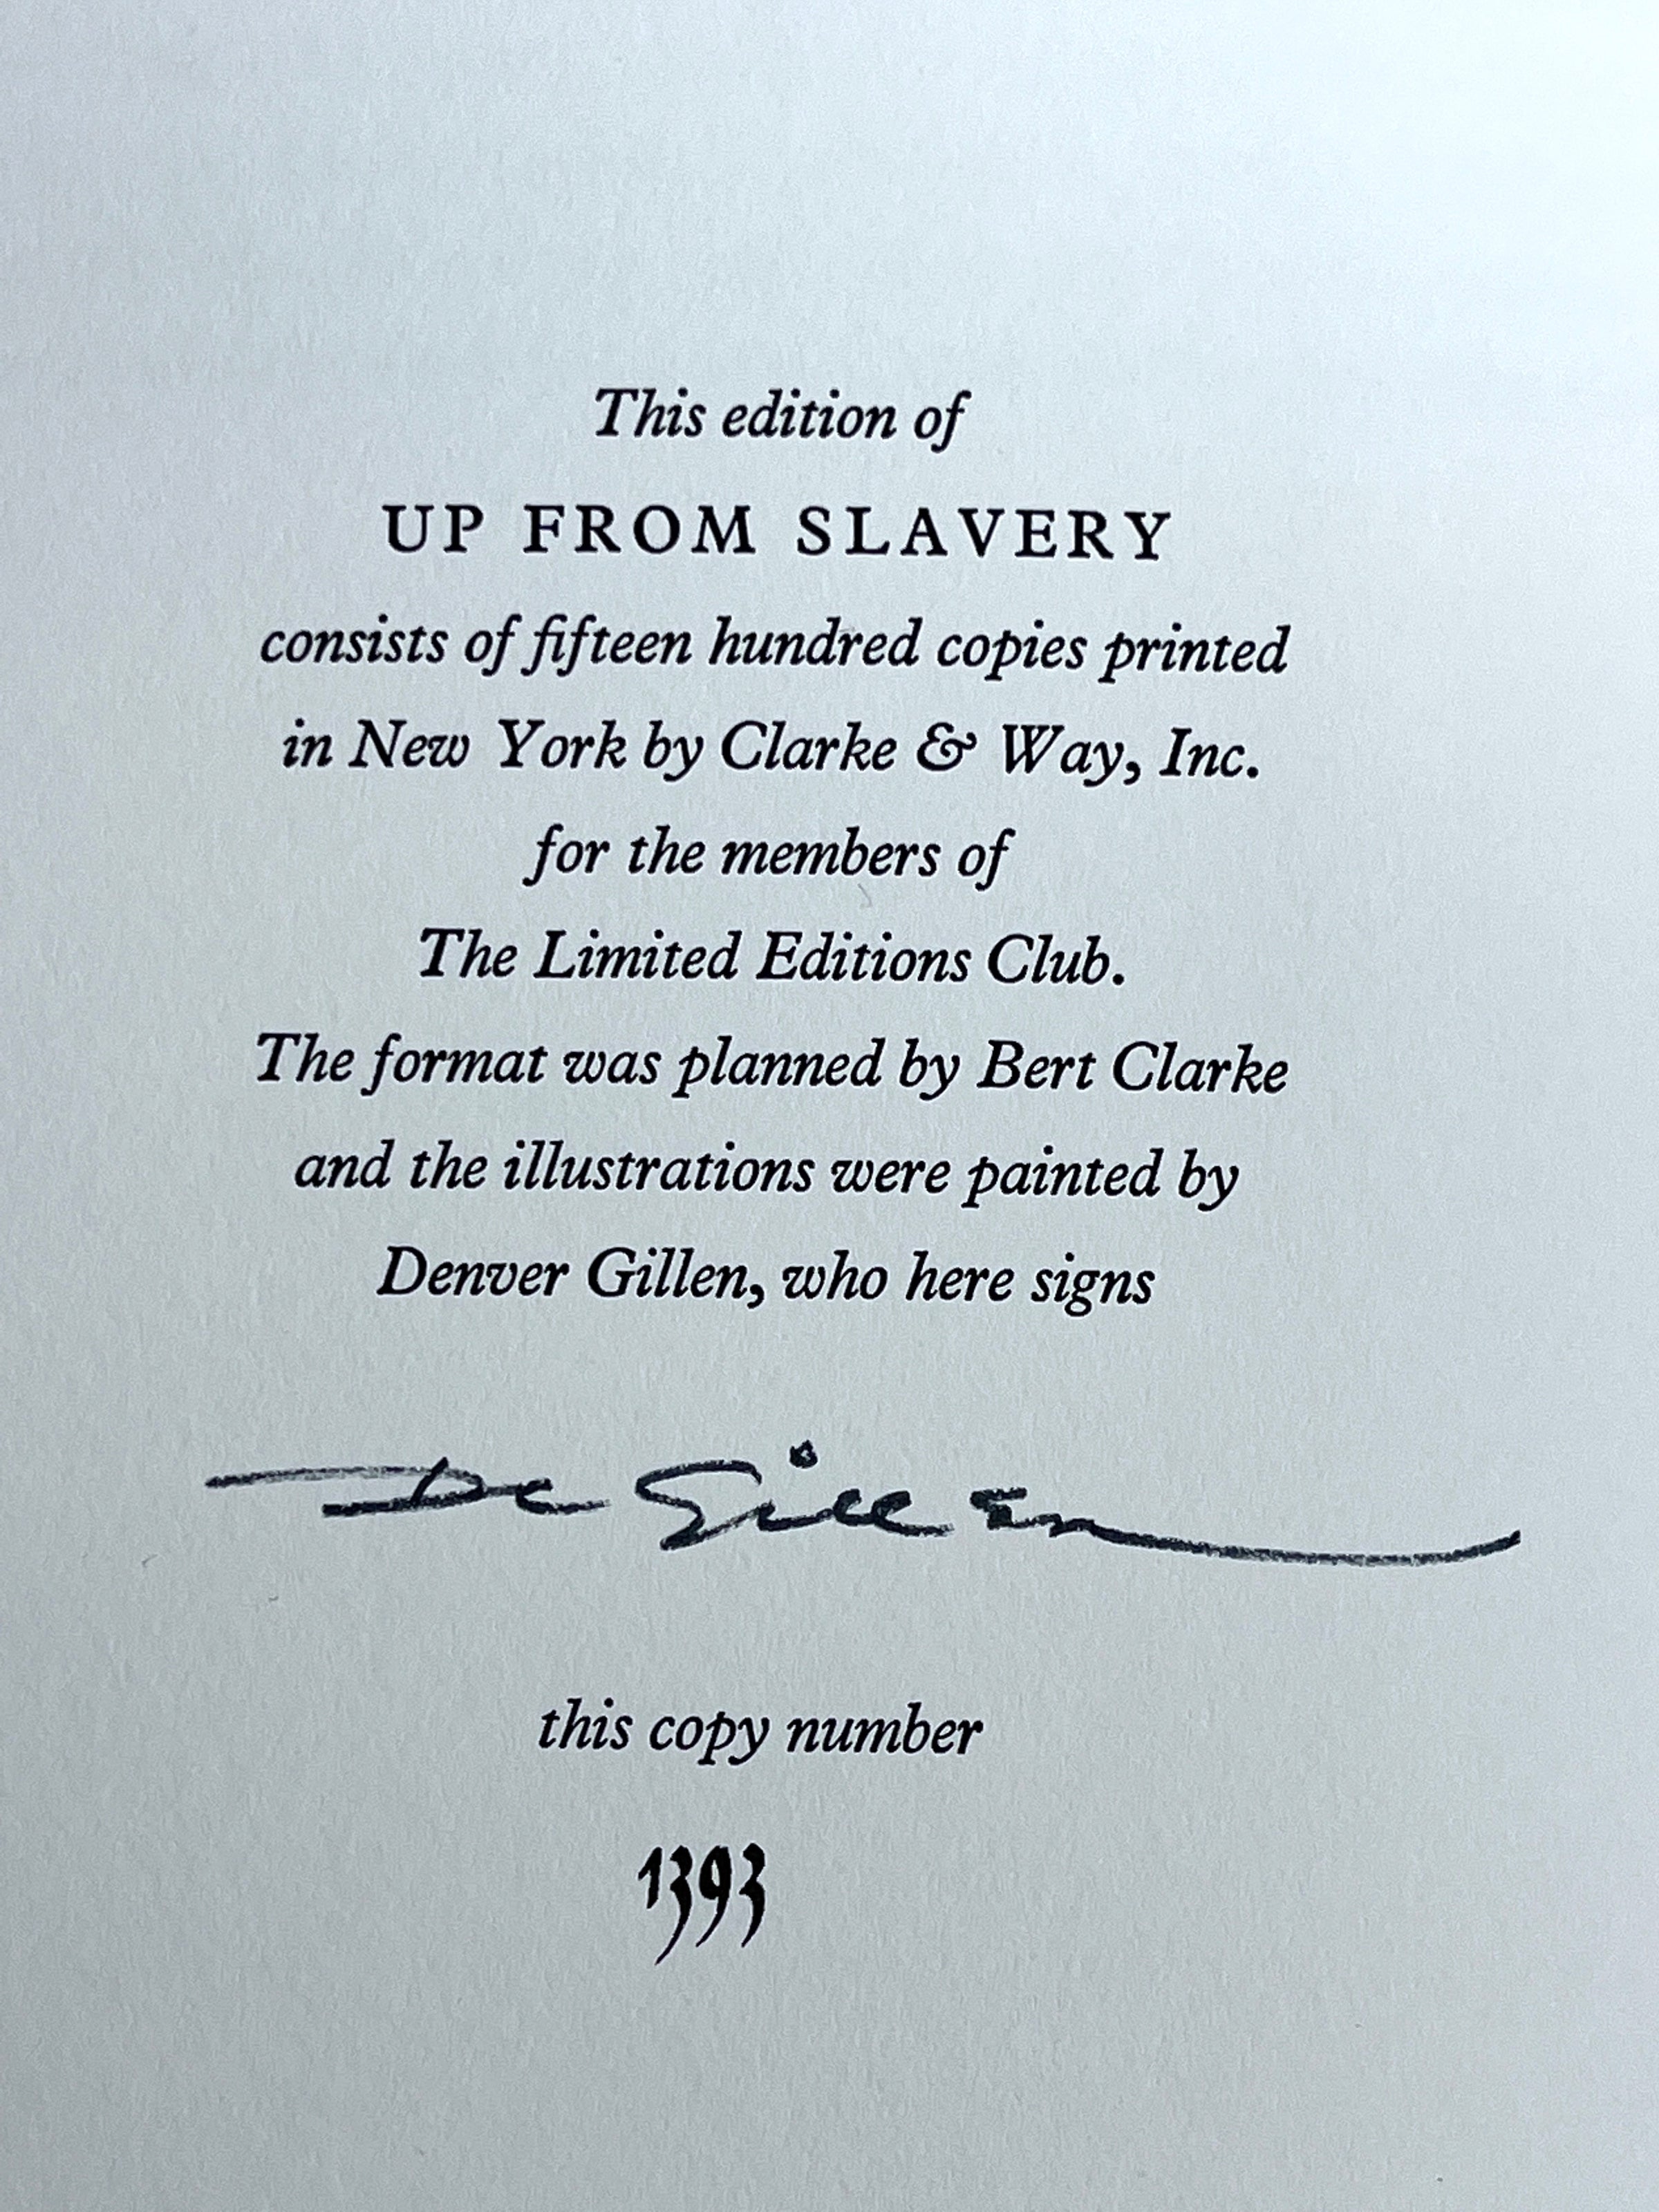 This edition of
UP FROM SLAVERY
consists of fifteen hundred copies printed
in New York by Clarke & Way, Inc.
for the members of
The Limited Editions Club.
The format was planned by Bert Clarke
and the illustrations were painted by
Denver Gillen, who here signs
De Gillen
this copy number
1393